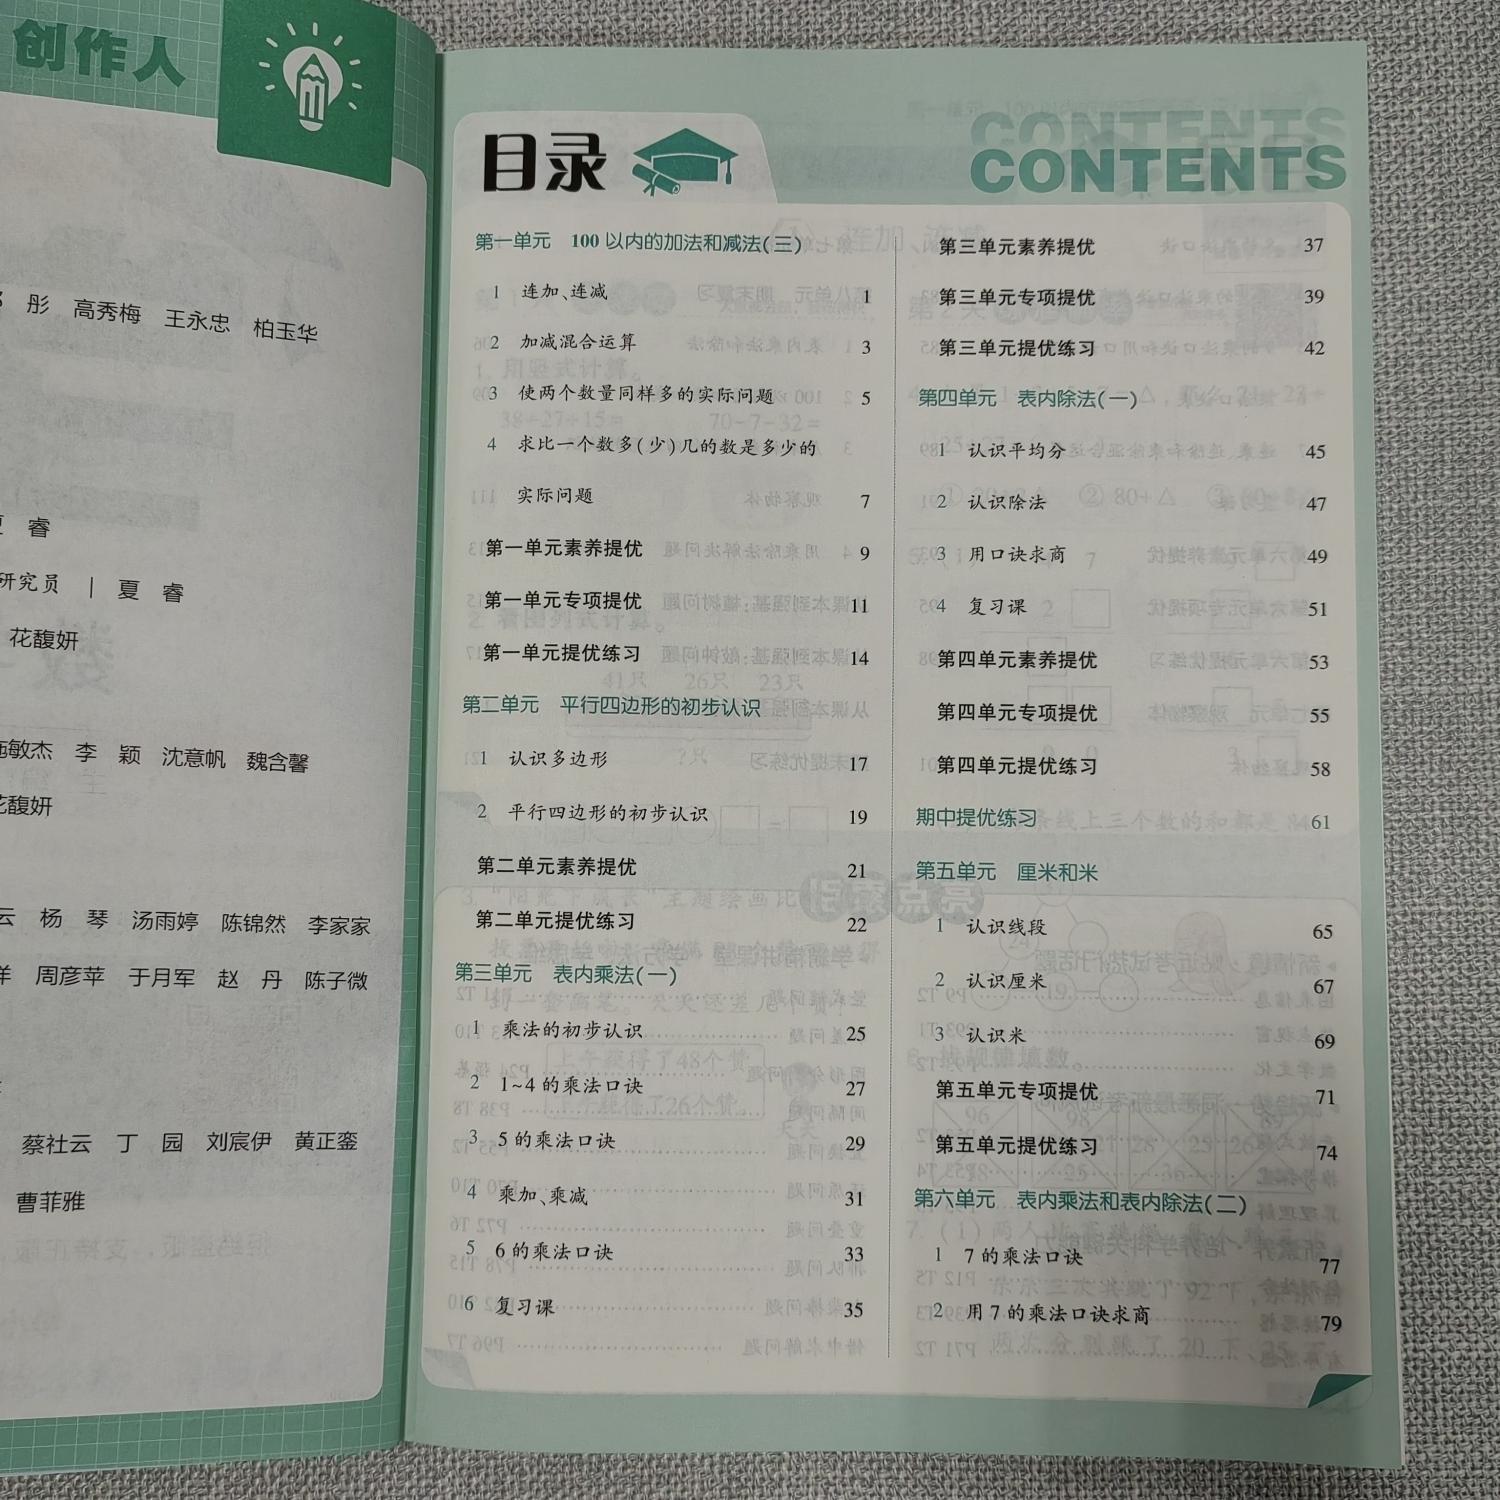 创作人
彤 高秀梅 王永忠 柏玉华
睿
研究员 | 夏 睿
花馥妍
施敏杰 李 颖 沈意帆 魏含馨
花馥妍
云 杨 琴 汤雨婷 陈锦然 李家家
周彦苹 于月军 赵 丹 陈子微
蔡社云 丁 园 刘宸伊 黄正銮
曹菲雅
目录
CONTENTS
CONTENTS
第一单元 100以内的加法和减法(三)
1 连加、连减 1
2 加减混合运算 3
3 使两个数量同样多的实际问题 5
4 求比一个数多(少)几的数是多少的
实际问题 7
第一单元素养提优 9
第一单元专项提优 11
第一单元提优练习 14
第二单元 平行四边形的初步认识
1 认识多边形 17
2 平行四边形的初步认识 19
第二单元素养提优 21
第二单元提优练习 22
第三单元 表内乘法(一)
1 乘法的初步认识 25
2 1~4的乘法口诀 27
3 5的乘法口诀 29
4 乘加、乘减 31
5 6的乘法口诀 33
6 复习课 35
第三单元素养提优 37
第三单元专项提优 39
第三单元提优练习 42
第四单元 表内除法(一)
1 认识平均分 45
2 认识除法 47
3 用口诀求商 49
4 复习课 51
第四单元素养提优 53
第四单元专项提优 55
第四单元提优练习 58
期中提优练习 61
第五单元 厘米和米
1 认识线段 65
2 认识厘米 67
3 认识米 69
第五单元专项提优 71
第五单元提优练习 74
第六单元 表内乘法和表内除法(二)
1 7的乘法口诀 77
2 用7的乘法口诀求商 79